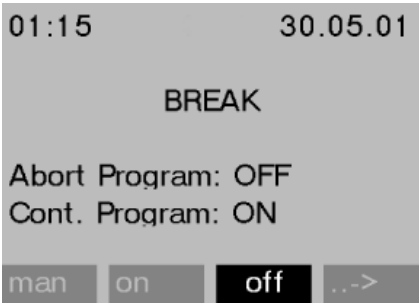 01:15 30.05.01
BREAK
Abort Program: OFF
Cont. Program: ON
man on off ..->